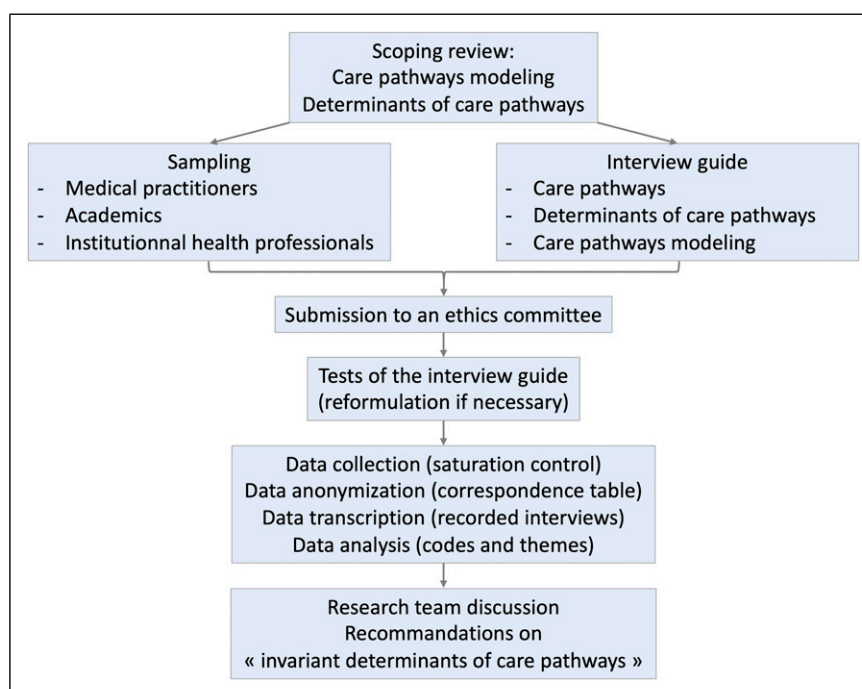 Scoping review:
Care pathways modeling
Determinants of care pathways
Sampling
- Medical practitioners
- Academics
- Institutionnal health professionals
Interview guide
- Care pathways
- Determinants of care pathways
- Care pathways modeling
Submission to an ethics committee
Tests of the interview guide
(reformulation if necessary)
Data collection (saturation control)
Data anonymization (correspondence table)
Data transcription (recorded interviews)
Data analysis (codes and themes)
Research team discussion
Recommandations on
« invariant determinants of care pathways »